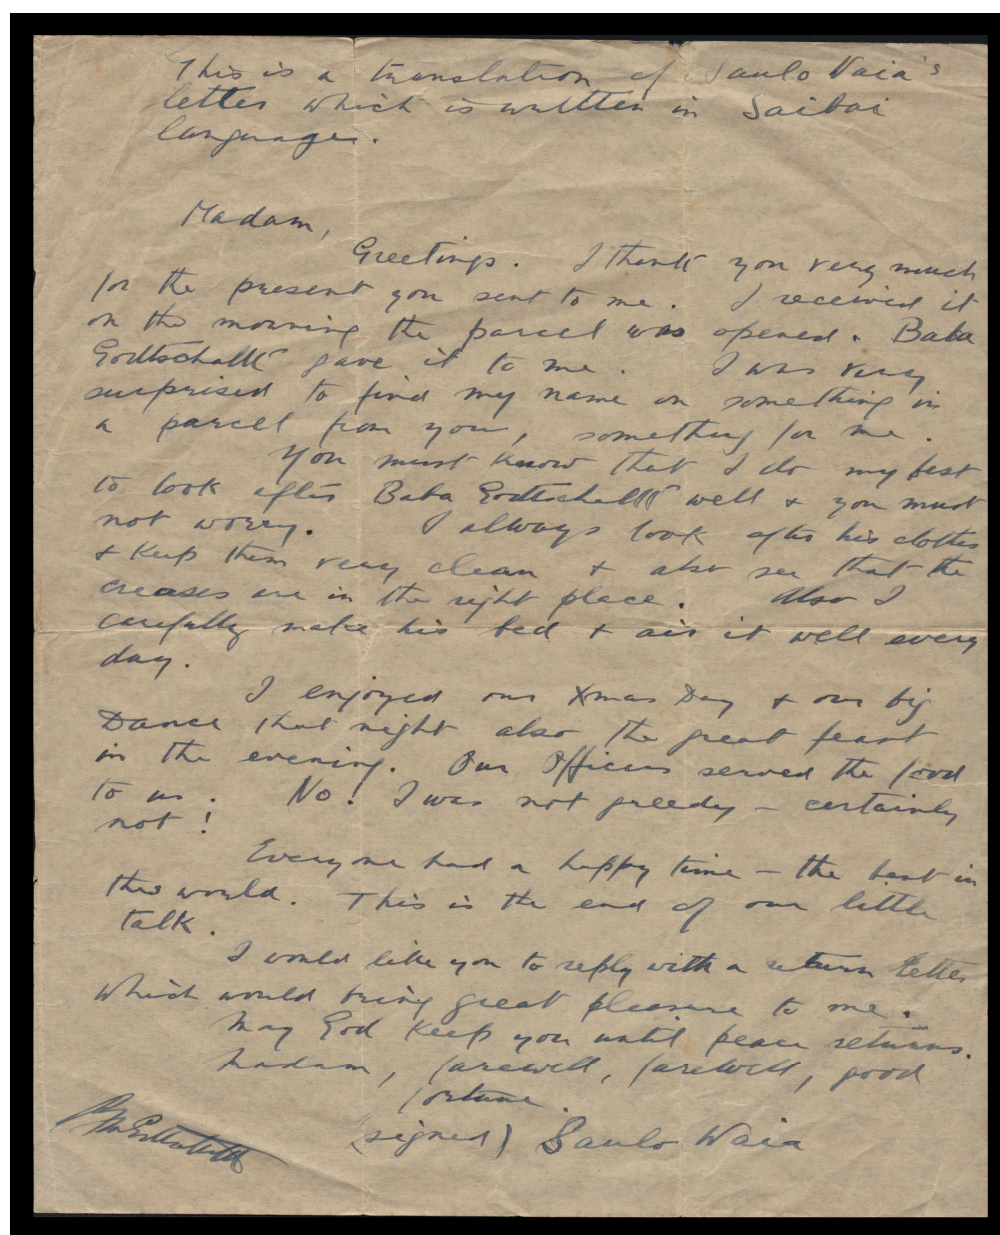 This is a translation of Saulo Vaia's
letter which is written in Saibai
languages.
Madam,
Greetings. I thank you very much
for the present you sent to me. I received it
on the morning the parcel was opened. Baba
Godtschalk gave it to me. I was very
surprised to find my name on something in
a parcel from you, something for me.
You must know that I do my best
to look after Baba Godtschalk well & you must
not worry. I always look after his clothes
& keep them very clean & also see that the
creases are in the right place. Also I
carefully make his bed & air it well every
day.
I enjoyed our Xmas Day & our big
Dance that night also the great feast
in the evening. Our Officers served the food
to us. No! I was not greedy - certainly
not!
Everyone had a happy time - the best in
the world. This is the end of our little
talk.
I would like you to reply with a return letter
which would bring great pleasure to me.
May God keep you until peace returns.
Madam, farewell, farewell, good
fortune.
(signed) Saulo Waia